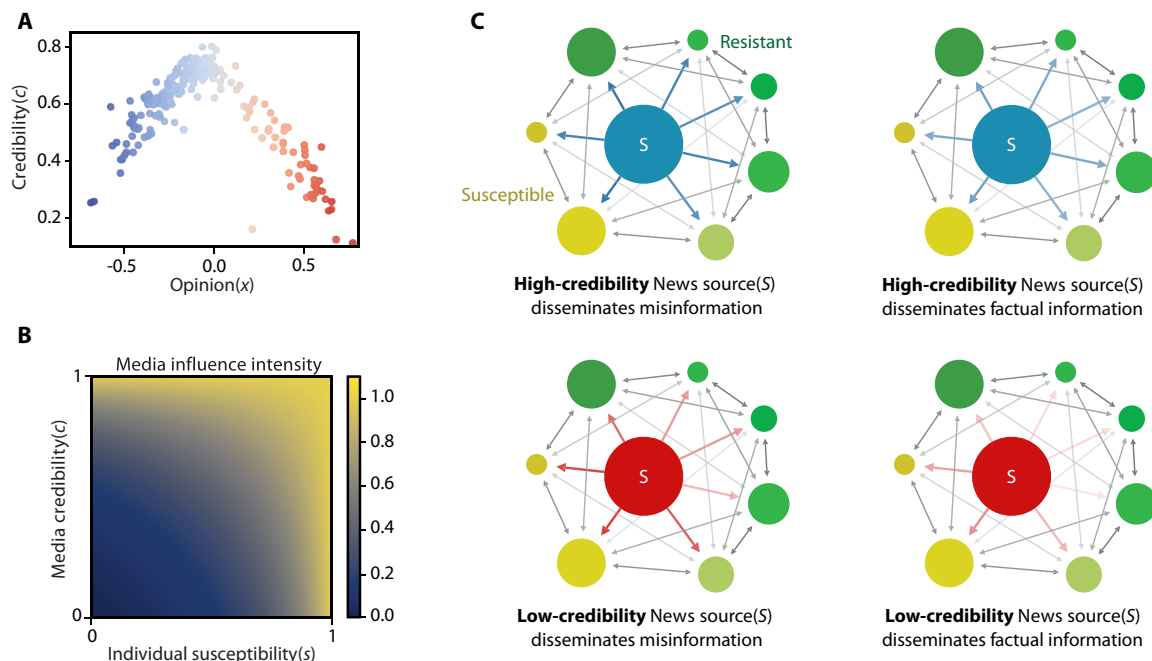 A
Credibility(c)
0.8
0.6
0.4
0.2
-0.5
0.0
0.5
Opinion(x)
B
Media influence intensity
1
Media credibility(c)
0
0
1
Individual susceptibility(s)
1.0
0.8
0.6
0.4
0.2
0.0
C
Resistant
S
Susceptible
High-credibility News source(S)
disseminates misinformation
S
High-credibility News source(S)
disseminates factual information
S
Low-credibility News source(S)
disseminates misinformation
S
Low-credibility News source(S)
disseminates factual information